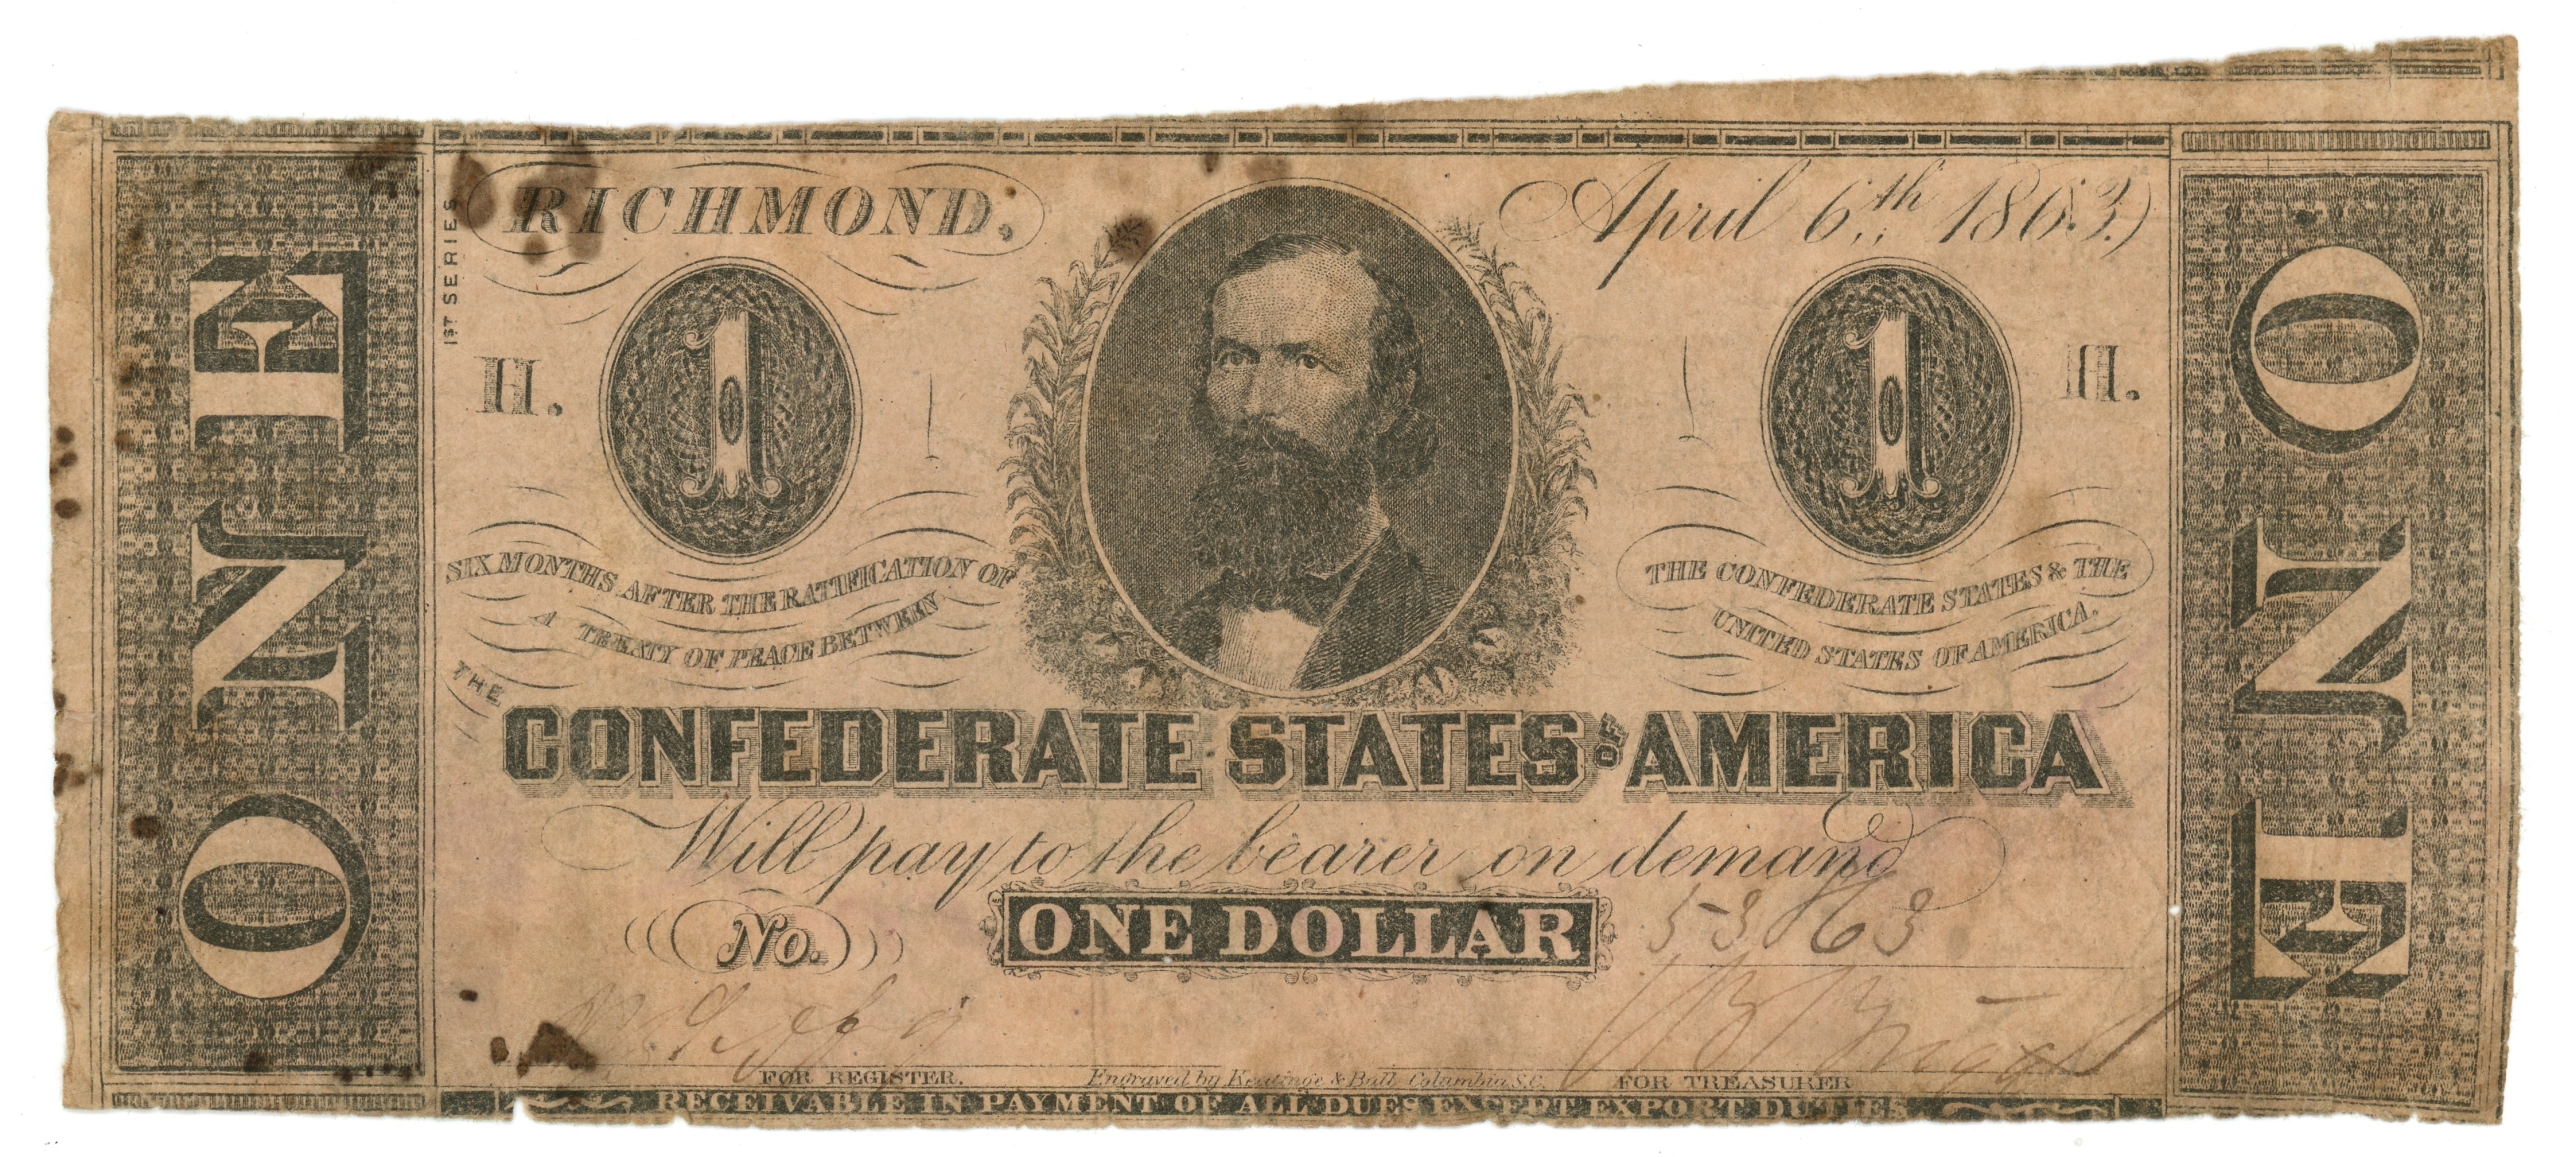 1ST SERIES
RICHMOND, April 6th 1863.
ONE
H. 1 1 H.
ONE
SIX MONTHS AFTER THE RATIFICATION OF
A TREATY OF PEACE BETWEEN
THE CONFEDERATE STATES & THE
UNITED STATES OF AMERICA.
THE
CONFEDERATE STATES OF AMERICA
Will pay to the bearer on demand
No. ONE DOLLAR 53863
FOR REGISTER. Engraved by Keatinge & Ball, Columbia S.C. FOR TREASURER
RECEIVABLE IN PAYMENT OF ALL DUES EXCEPT EXPORT DUTIES